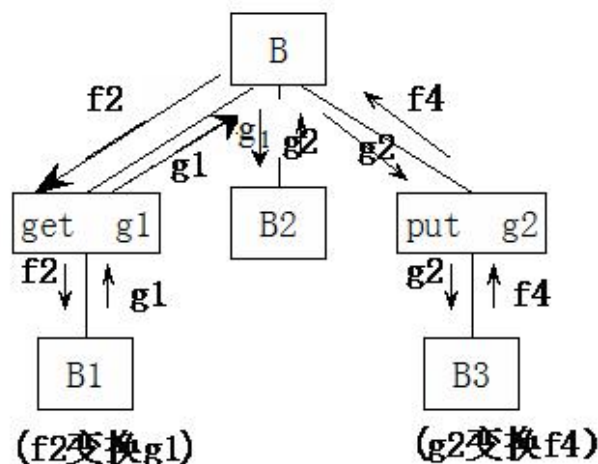 B
f2
f4
g1
g1
g2
g2
get g1
B2
put g2
f2
g1
g2
f4
B1
B3
(f2变换g1)
(g2变换f4)